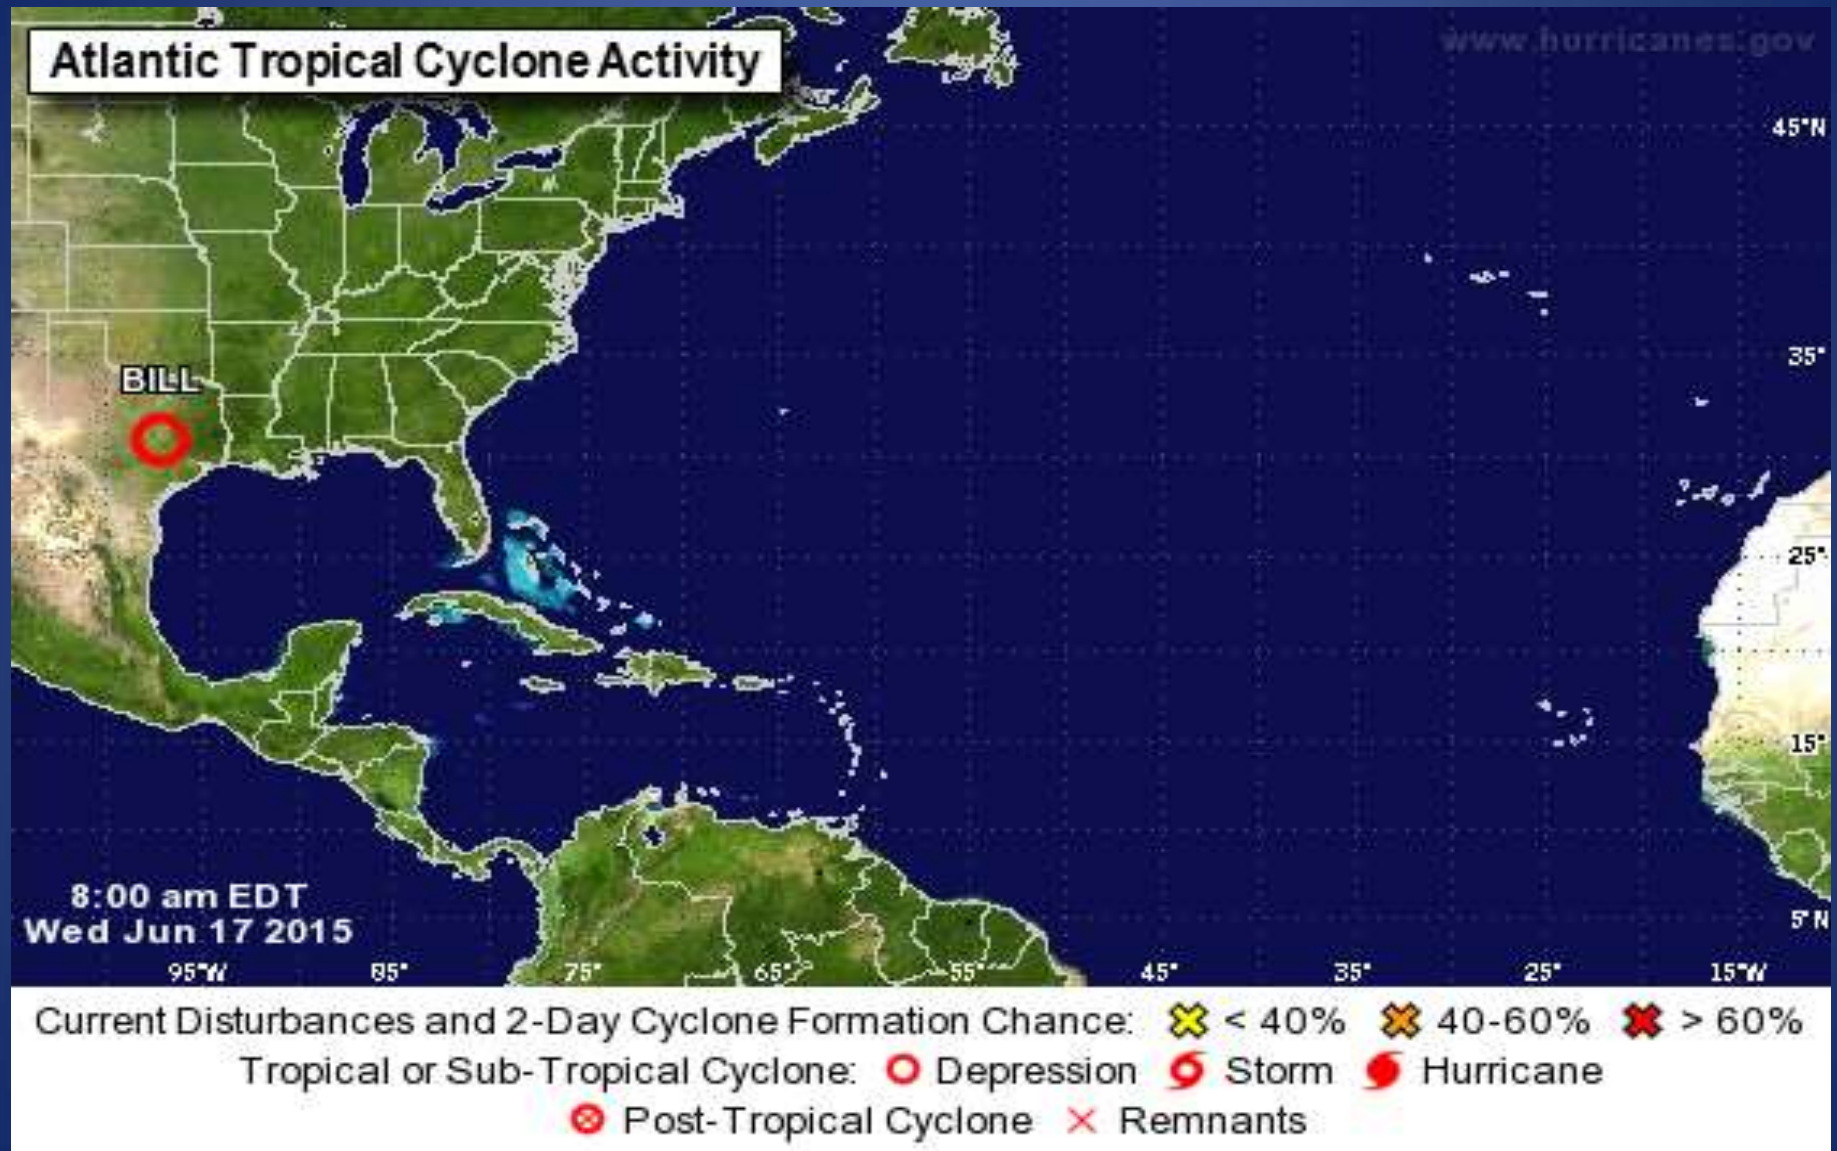 Atlantic Tropical Cyclone Activity
www.hurricanes.gov
45°N
35°
BILL
25°
15°
8:00 am EDT
Wed Jun 17 2015
5°N
95°W 85° 75° 65° 55° 45° 35° 25° 15°W
Current Disturbances and 2-Day Cyclone Formation Chance: < 40% 40-60% > 60%
Tropical or Sub-Tropical Cyclone: Depression Storm Hurricane
Post-Tropical Cyclone Remnants